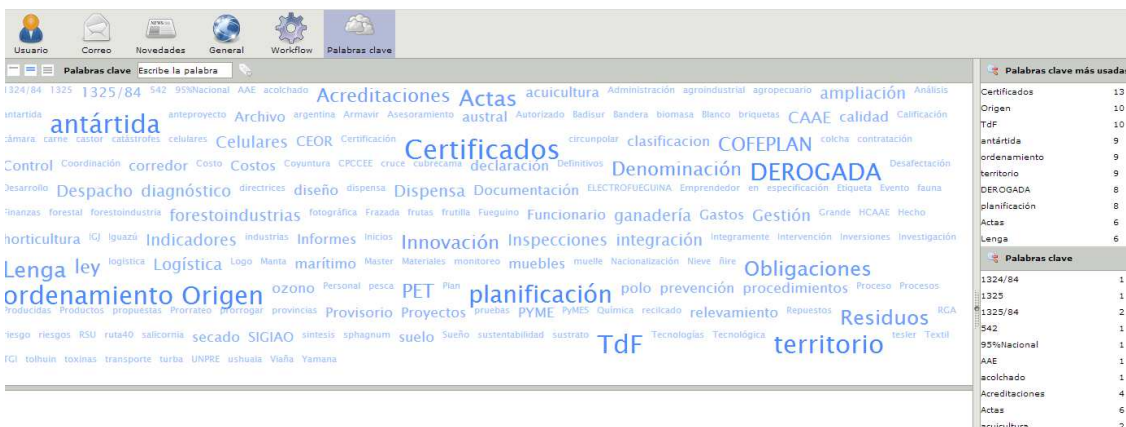 Usuario Correo Novedades General Workflow Palabras clave
Palabras clave Escribe la palabra
1324/84 1325 1325/84 542 95%Nacional AAE acolchado Acreditaciones Actas acuicultura Administración agroindustrial agropecuario ampliación Análisis
antártida anteproyecto Archivo argentina Armavir Asesoramiento austral Autorizado Badisur Bandera biomasa Blanco briquetas CAAE calidad Calificación
cámara carne castor catástrofes celulares Celulares CEOR Certificación Certificados circunpolar clasificacion COFEPLAN colcha contratación
Control Coordinación corredor Costo Costos Coyuntura CPCCEE cruce cubrecama declaración Definitivos Denominación DEROGADA Desafectación
Desarrollo Despacho diagnóstico directrices diseño dispensa Dispensa Documentación ELECTROFUEGUINA Emprendedor en especificación Etiqueta Evento fauna
Finanzas forestal forestoindustria forestoindustrias fotográfica Frazada frutas frutilla Fueguino Funcionario ganadería Gastos Gestión Grande HCAAE Hecho
horticultura IGJ Iguazú Indicadores industrias Informes Inicios Innovación Inspecciones integración Integramente Intervención Inversiones Investigación
Lenga ley logística Logística Logo Manta marítimo Master Materiales monitoreo muebles muelle Nacionalización Nieve ñire Obligaciones
ordenamiento Origen ozono Personal pesca PET Plan planificación polo prevención procedimientos Proceso Procesos
Producidas Productos propuestas Prorrateo prorrogar provincias Provisorio Proyectos pruebas PYME PyMES Química recilcado relevamiento Repuestos Residuos RGA
riesgo riesgos RSU ruta40 salicornia secado SIGIAO sintesis sphagnum suelo Sueño sustentabilidad sustrato TdF Tecnologías Tecnológica territorio tesler Textil
TGI tolhuin toxinas transporte turba UNPRE ushuaia Viaña Yamana
Palabras clave más usadas
Certificados 13
Origen 10
TdF 10
antártida 9
ordenamiento 9
territorio 9
DEROGADA 8
planificación 8
Actas 6
Lenga 6
Palabras clave
1324/84 1
1325 1
1325/84 2
542 1
95%Nacional 1
AAE 1
acolchado 1
Acreditaciones 4
Actas 6
acuicultura 2